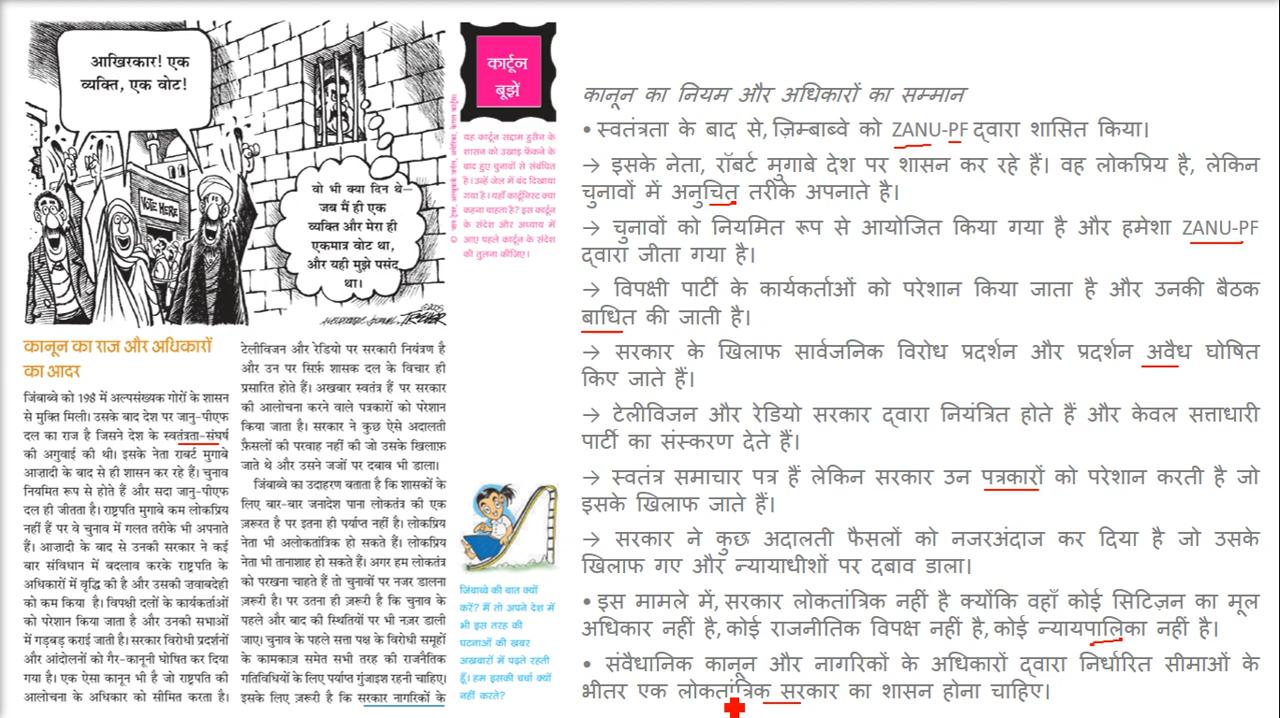 आखिरकार! एक
व्यक्ति, एक वोट!
VOTE HERE
वो भी क्या दिन थे–
जब मैं ही एक
व्यक्ति और मेरा ही
एकमात्र वोट था,
और यही मुझे पसंद
था।
कार्टून
बूझें
यह कार्टून सद्दाम हुसैन के
शासन को उखाड़ फेंकने के
बाद हुए चुनावों से संबंधित
है। उन्हें जेल में बंद दिखाया
गया है। यहाँ कार्टूनिस्ट क्या
कहना चाहता है? इस कार्टून
के संदेश और अध्याय में
आए पहले कार्टून के संदेश
की तुलना कीजिए।
कानून का राज और अधिकारों
का आदर
जिंबाब्वे को 198 में अल्पसंख्यक गोरों के शासन
से मुक्ति मिली। उसके बाद देश पर जानु-पीएफ
दल का राज है जिसने देश के स्वतंत्रता-संघर्ष
की अगुवाई की थी। इसके नेता राबर्ट मुगाबे
आज़ादी के बाद से ही शासन कर रहे हैं। चुनाव
नियमित रूप से होते हैं और सदा जानु-पीएफ
दल ही जीतता है। राष्ट्रपति मुगाबे कम लोकप्रिय
नहीं हैं पर वे चुनाव में गलत तरीके भी अपनाते
हैं। आज़ादी के बाद से उनकी सरकार ने कई
बार संविधान में बदलाव करके राष्ट्रपति के
अधिकारों में वृद्धि की है और उसकी जवाबदेही
को कम किया है। विपक्षी दलों के कार्यकर्ताओं
को परेशान किया जाता है और उनकी सभाओं
में गड़बड़ कराई जाती है। सरकार विरोधी प्रदर्शनों
और आंदोलनों को गैर-कानूनी घोषित कर दिया
गया है। एक ऐसा कानून भी है जो राष्ट्रपति की
आलोचना के अधिकार को सीमित करता है।
टेलीविजन और रेडियो पर सरकारी नियंत्रण है
और उन पर सिर्फ़ शासक दल के विचार ही
प्रसारित होते हैं। अखबार स्वतंत्र हैं पर सरकार
की आलोचना करने वाले पत्रकारों को परेशान
किया जाता है। सरकार ने कुछ ऐसे अदालती
फ़ैसलों की परवाह नहीं की जो उसके खिलाफ़
जाते थे और उसने जजों पर दबाव भी डाला।
जिंबाब्वे का उदाहरण बताता है कि शासकों के
लिए बार-बार जनादेश पाना लोकतंत्र की एक
ज़रूरत है पर इतना ही पर्याप्त नहीं है। लोकप्रिय
नेता भी अलोकतांत्रिक हो सकते हैं। लोकप्रिय
नेता भी तानाशाह हो सकते हैं। अगर हम लोकतंत्र
को परखना चाहते हैं तो चुनावों पर नजर डालना
ज़रूरी है। पर उतना ही ज़रूरी है कि चुनाव के
पहले और बाद की स्थितियों पर भी नज़र डाली
जाए। चुनाव के पहले सत्ता पक्ष के विरोधी समूहों
के कामकाज़ समेत सभी तरह की राजनैतिक
गतिविधियों के लिए पर्याप्त गुंजाइश रहनी चाहिए।
इसके लिए ज़रूरी है कि सरकार नागरिकों के
जिंबाब्वे की बात क्यों
करें? मैं तो अपने देश में
भी इस तरह की
घटनाओं की खबर
अखबारों में पढ़ते रहती
हूँ। हम इसकी चर्चा क्यों
नहीं करते?
कानून का नियम और अधिकारों का सम्मान
• स्वतंत्रता के बाद से, ज़िम्बाब्वे को ZANU-PF द्वारा शासित किया।
→ इसके नेता, रॉबर्ट मुगाबे देश पर शासन कर रहे हैं। वह लोकप्रिय है, लेकिन
चुनावों में अनुचित तरीके अपनाते है।
→ चुनावों को नियमित रूप से आयोजित किया गया है और हमेशा ZANU-PF
द्वारा जीता गया है।
→ विपक्षी पार्टी के कार्यकर्ताओं को परेशान किया जाता है और उनकी बैठक
बाधित की जाती है।
→ सरकार के खिलाफ सार्वजनिक विरोध प्रदर्शन और प्रदर्शन अवैध घोषित
किए जाते हैं।
→ टेलीविजन और रेडियो सरकार द्वारा नियंत्रित होते हैं और केवल सत्ताधारी
पार्टी का संस्करण देते हैं।
→ स्वतंत्र समाचार पत्र हैं लेकिन सरकार उन पत्रकारों को परेशान करती है जो
इसके खिलाफ जाते हैं।
→ सरकार ने कुछ अदालती फैसलों को नजरअंदाज कर दिया है जो उसके
खिलाफ गए और न्यायाधीशों पर दबाव डाला।
• इस मामले में, सरकार लोकतांत्रिक नहीं है क्योंकि वहाँ कोई सिटिज़न का मूल
अधिकार नहीं है, कोई राजनीतिक विपक्ष नहीं है, कोई न्यायपालिका नहीं है।
• संवैधानिक कानून और नागरिकों के अधिकारों द्वारा निर्धारित सीमाओं के
भीतर एक लोकतांत्रिक सरकार का शासन होना चाहिए।